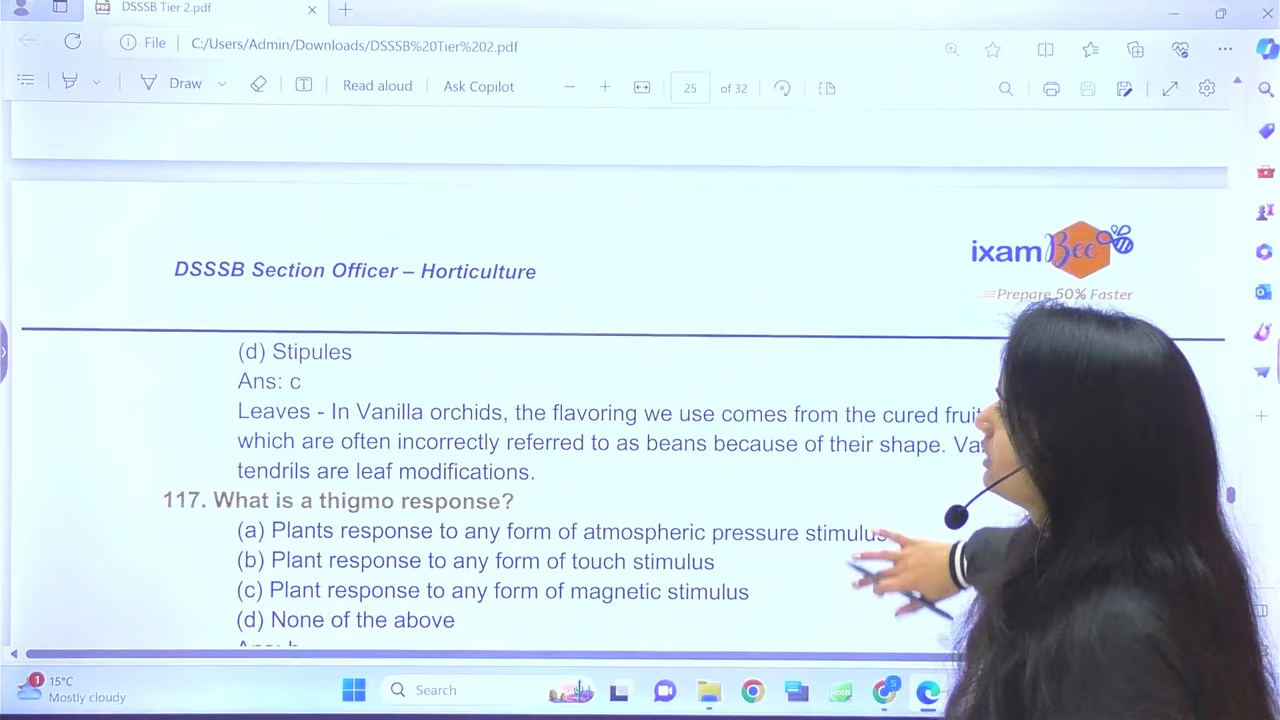 DSSSB Tier 2.pdf
File
C:/Users/Admin/Downloads/DSSSB%20Tier%202.pdf
Draw
Read aloud
Ask Copilot
25
of 32
ixamBee
Prepare 50% Faster
DSSSB Section Officer – Horticulture
(d) Stipules
Ans: c
Leaves - In Vanilla orchids, the flavoring we use comes from the cured
which are often incorrectly referred to as beans because of their shape.
tendrils are leaf modifications.
117. What is a thigmo response?
(a) Plants response to any form of atmospheric pressure stimulus
(b) Plant response to any form of touch stimulus
(c) Plant response to any form of magnetic stimulus
(d) None of the above
1
15°C
Mostly cloudy
Search
5